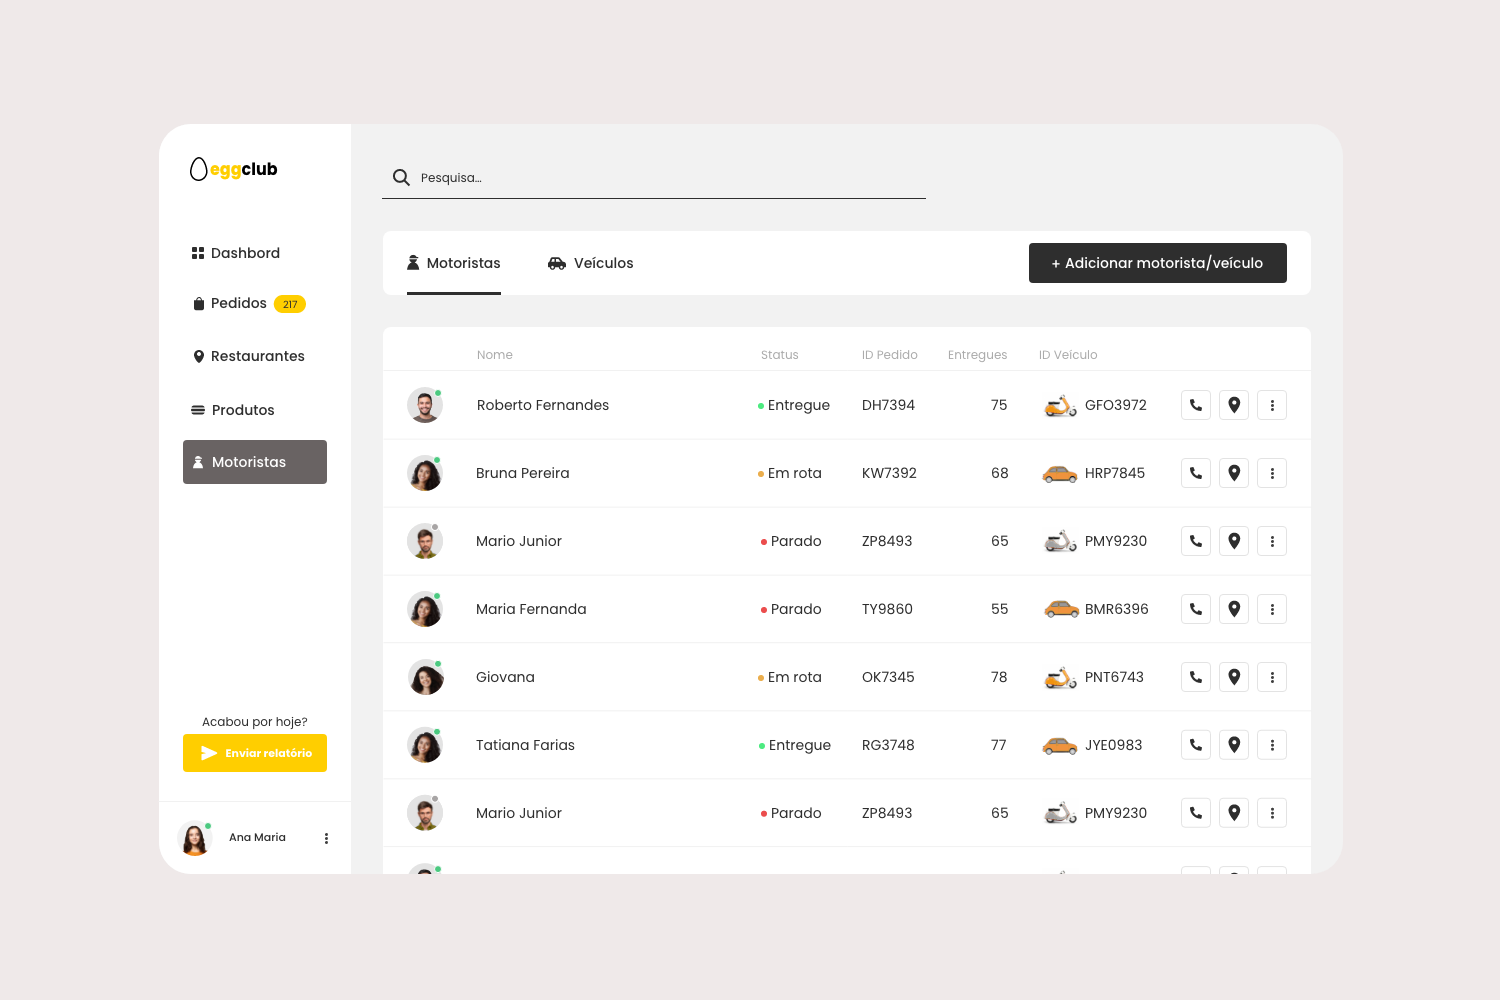 eggclub
Dashbord
Pedidos 217
Restaurantes
Produtos
Motoristas
Acabou por hoje?
Enviar relatório
Ana Maria
Pesquisa...
Motoristas Veículos + Adicionar motorista/veículo
Nome Status ID Pedido Entregues ID Veículo
Roberto Fernandes Entregue DH7394 75 GFO3972
Bruna Pereira Em rota KW7392 68 HRP7845
Mario Junior Parado ZP8493 65 PMY9230
Maria Fernanda Parado TY9860 55 BMR6396
Giovana Em rota OK7345 78 PNT6743
Tatiana Farias Entregue RG3748 77 JYE0983
Mario Junior Parado ZP8493 65 PMY9230